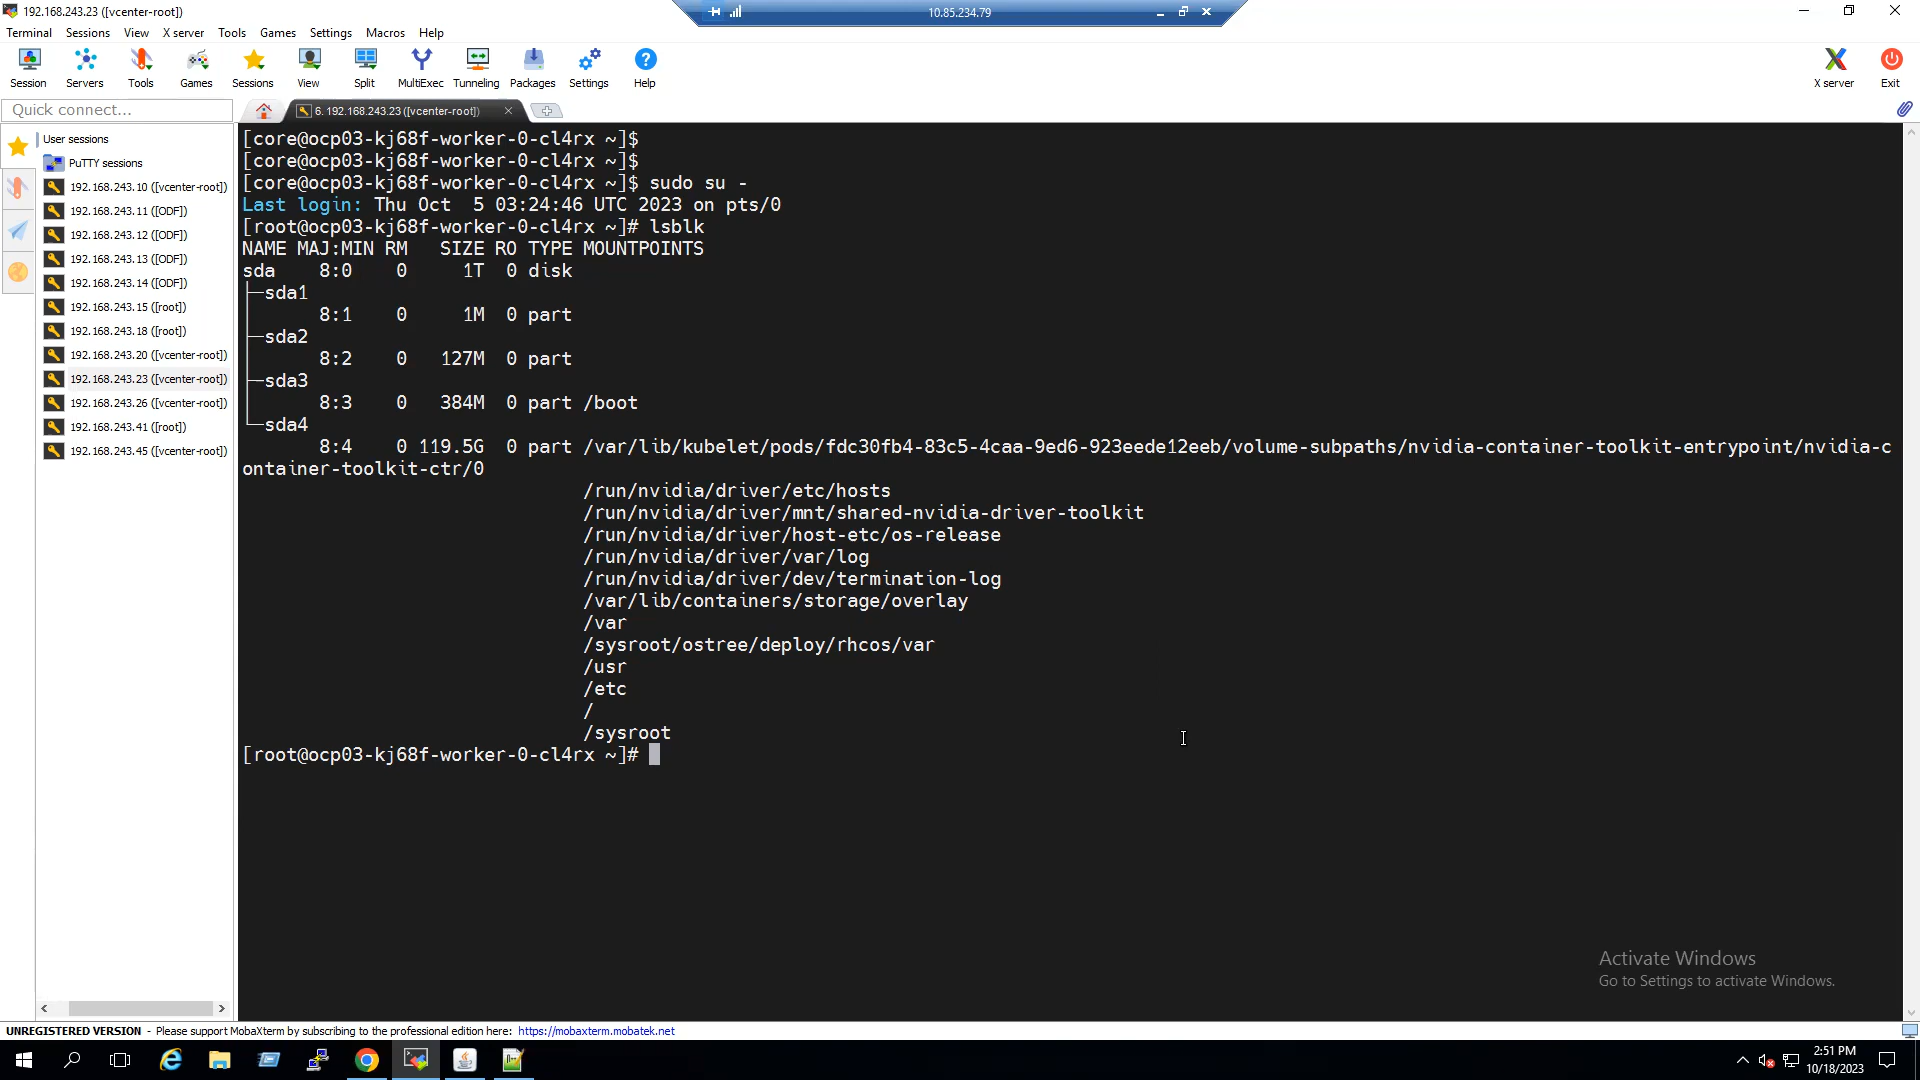 192.168.243.23 ([vcenter-root])
10.85.234.79
Terminal Sessions View X server Tools Games Settings Macros Help
Session Servers Tools Games Sessions View Split MultiExec Tunneling Packages Settings Help X server Exit
Quick connect...
6. 192.168.243.23 ([vcenter-root])
User sessions
PuTTY sessions
192.168.243.10 ([vcenter-root])
192.168.243.11 ([ODF])
192.168.243.12 ([ODF])
192.168.243.13 ([ODF])
192.168.243.14 ([ODF])
192.168.243.15 ([root])
192.168.243.18 ([root])
192.168.243.20 ([vcenter-root])
192.168.243.23 ([vcenter-root])
192.168.243.26 ([vcenter-root])
192.168.243.41 ([root])
192.168.243.45 ([vcenter-root])
[core@ocp03-kj68f-worker-0-cl4rx ~]$
[core@ocp03-kj68f-worker-0-cl4rx ~]$
[core@ocp03-kj68f-worker-0-cl4rx ~]$ sudo su -
Last login: Thu Oct  5 03:24:46 UTC 2023 on pts/0
[root@ocp03-kj68f-worker-0-cl4rx ~]# lsblk
NAME MAJ:MIN RM   SIZE RO TYPE MOUNTPOINTS
sda    8:0    0     1T  0 disk
├─sda1
│      8:1    0     1M  0 part
├─sda2
│      8:2    0   127M  0 part
├─sda3
│      8:3    0   384M  0 part /boot
└─sda4
       8:4    0 119.5G  0 part /var/lib/kubelet/pods/fdc30fb4-83c5-4caa-9ed6-923eede12eeb/volume-subpaths/nvidia-container-toolkit-entrypoint/nvidia-c
ontainer-toolkit-ctr/0
/run/nvidia/driver/etc/hosts
/run/nvidia/driver/mnt/shared-nvidia-driver-toolkit
/run/nvidia/driver/host-etc/os-release
/run/nvidia/driver/var/log
/run/nvidia/driver/dev/termination-log
/var/lib/containers/storage/overlay
/var
/sysroot/ostree/deploy/rhcos/var
/usr
/etc
/
/sysroot
[root@ocp03-kj68f-worker-0-cl4rx ~]#
Activate Windows
Go to Settings to activate Windows.
UNREGISTERED VERSION - Please support MobaXterm by subscribing to the professional edition here: https://mobaxterm.mobatek.net
2:51 PM
10/18/2023